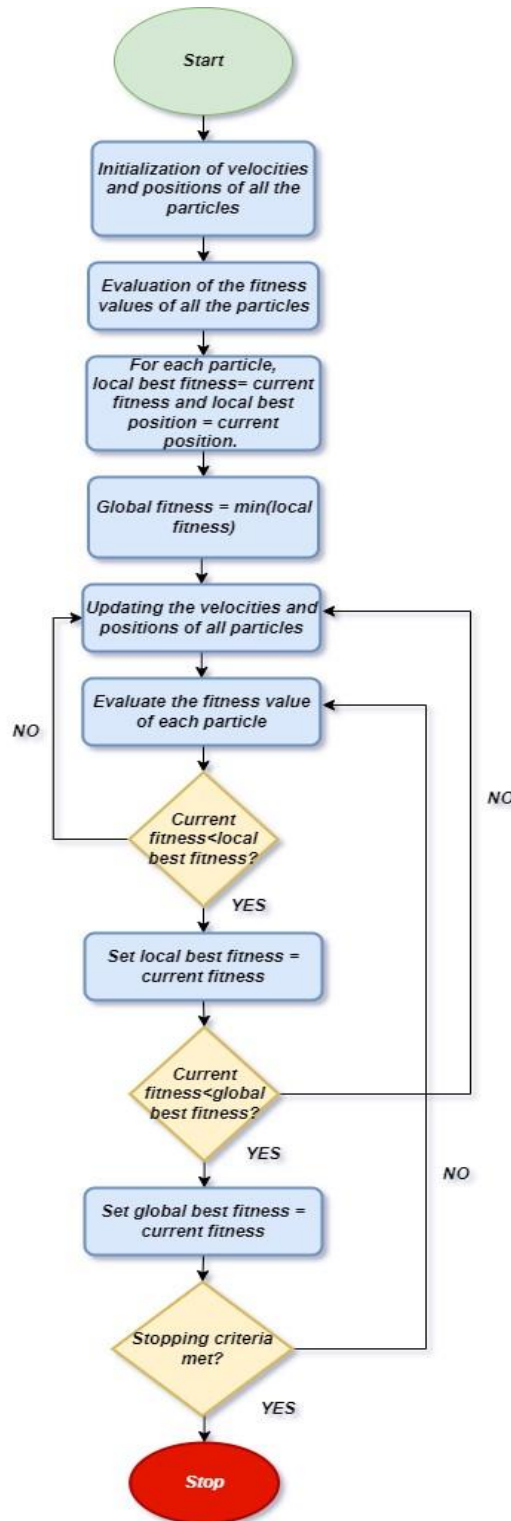 Start
Initialization of velocities
and positions of all the
particles
Evaluation of the fitness
values of all the particles
For each particle,
local best fitness= current
fitness and local best
position = current
position.
Global fitness = min(local
fitness)
Updating the velocities and
positions of all particles
Evaluate the fitness value
of each particle
NO
NO
Current
fitness<local
best fitness?
YES
Set local best fitness =
current fitness
Current
fitness<global
best fitness?
YES
NO
Set global best fitness =
current fitness
Stopping criteria
met?
YES
Stop